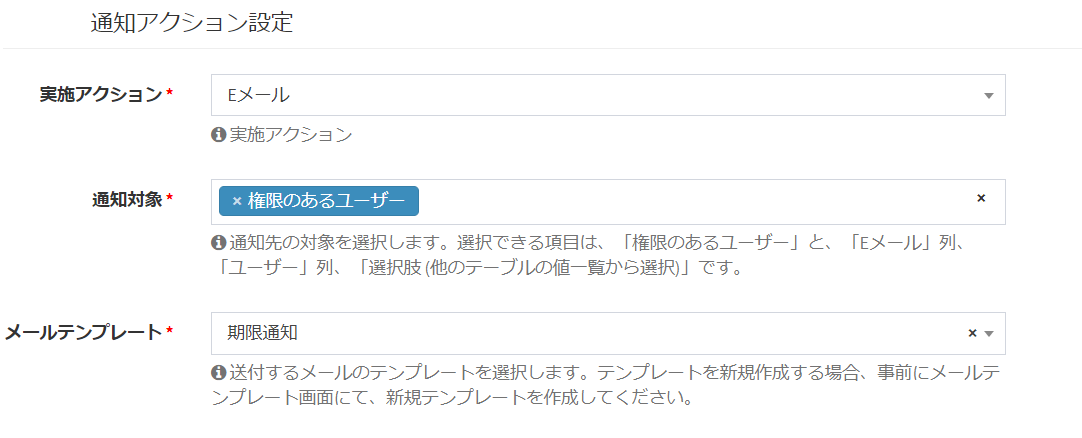 通知アクション設定
実施アクション *
Eメール
実施アクション
通知対象 *
× 権限のあるユーザー ×
通知先の対象を選択します。選択できる項目は、「権限のあるユーザー」と、「Eメール」列、
「ユーザー」列、「選択肢 (他のテーブルの値一覧から選択)」です。
メールテンプレート *
期限通知 ×
送付するメールのテンプレートを選択します。テンプレートを新規作成する場合、事前にメールテ
ンプレート画面にて、新規テンプレートを作成してください。